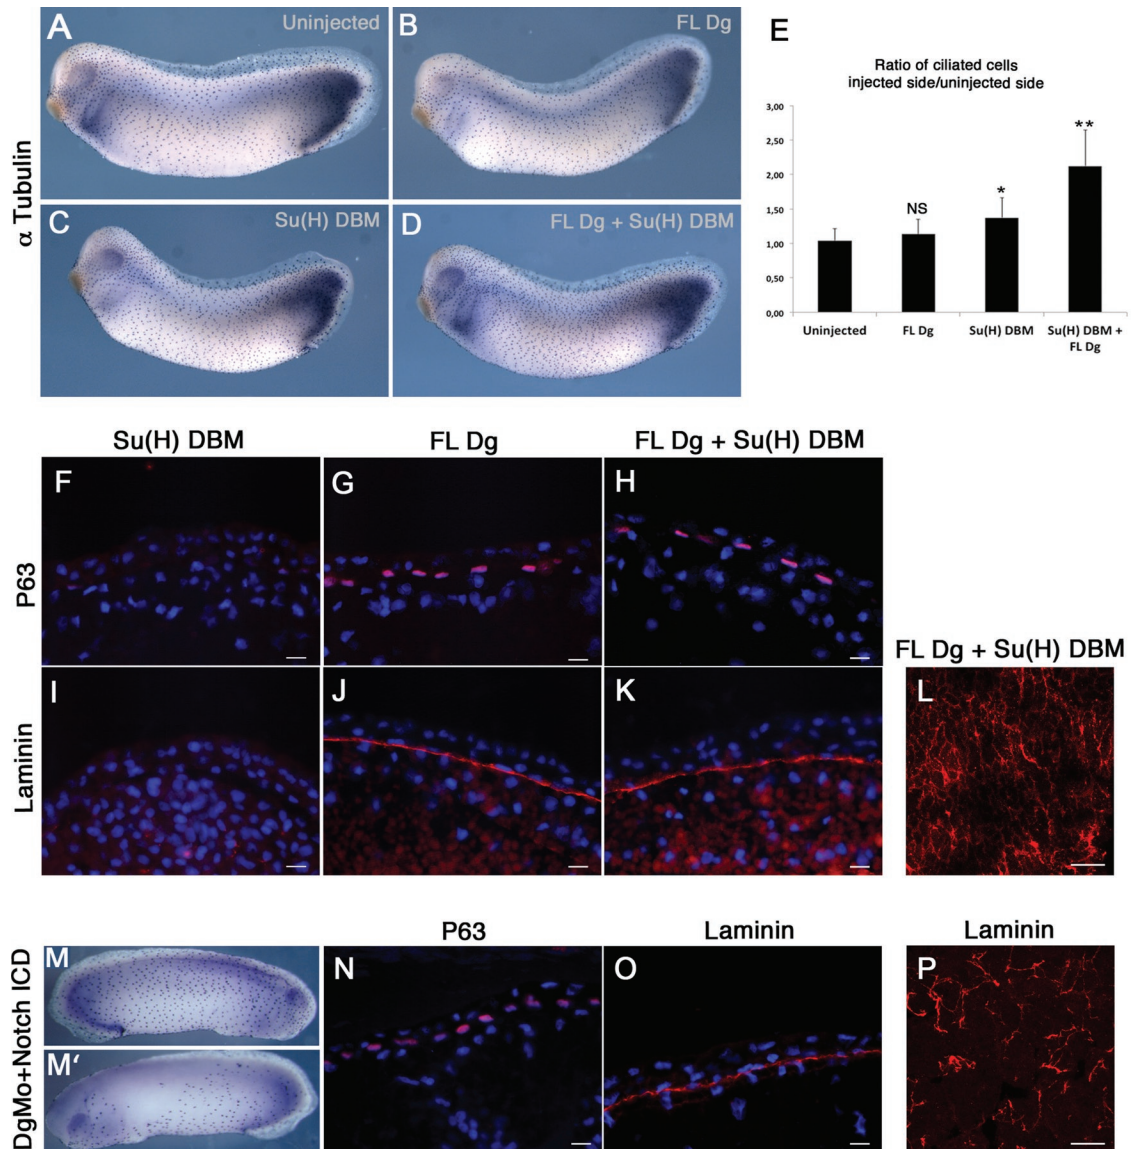 A
Uninjected
B
FL Dg
C
Su(H) DBM
D
FL Dg + Su(H) DBM
α Tubulin
E
Ratio of ciliated cells
injected side/uninjected side
3,00
2,50
2,00
1,50
1,00
0,50
0,00
NS
*
**
Uninjected
FL Dg
Su(H) DBM
Su(H) DBM +
FL Dg
Su(H) DBM
FL Dg
FL Dg + Su(H) DBM
P63
F
G
H
Laminin
I
J
K
FL Dg + Su(H) DBM
L
P63
Laminin
Laminin
DgMo+Notch ICD
M
M'
N
O
P